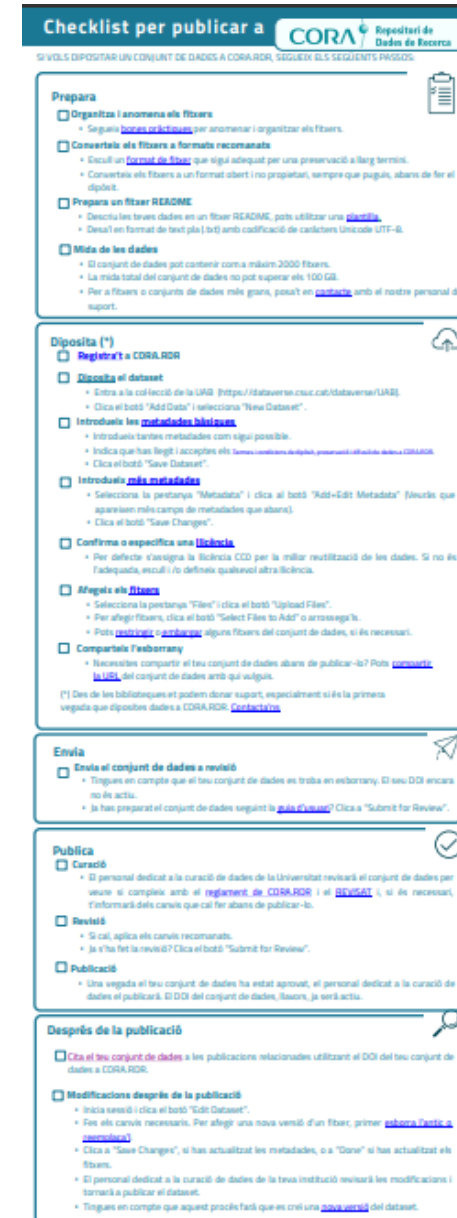 Checklist per publicar a
CORA Repositori de
Dades de Recerca
SI VOLS DIPOSITAR UN CONJUNT DE DADES A CORA.RDR, SEGUEIX ELS SEGÜENTS PASSOS:
Prepara
Organitza i anomena els fitxers
Segueix bones pràctiques per anomenar i organitzar els fitxers.
Converteix els fitxers a formats recomanats
Escull un format de fitxer que sigui adequat per una preservació a llarg termini.
Converteix els fitxers a un format obert i no propietari, sempre que puguis, abans de fer el
dipòsit.
Prepara un fitxer README
Descriu les teves dades en un fitxer README, pots utilitzar una plantilla.
Desa'l en format de text pla (.txt) amb codificació de caràcters Unicode UTF-8.
Mida de les dades
El conjunt de dades pot contenir com a màxim 2000 fitxers.
La mida total del conjunt de dades no pot superar els 100 GB.
Per a fitxers o conjunts de dades més grans, posa't en contacte amb el nostre personal d
suport.
Diposita (*)
Registra't a CORA.RDR
Diposita el dataset
Entra a la col·lecció de la UAB (https://dataverse.csuc.cat/dataverse/UAB).
Clica el botó "Add Data" i selecciona "New Dataset".
Introdueix les metadades bàsiques
Introdueix tantes metadades com sigui possible.
Indica que has llegit i acceptes els Termes i condicions de dipòsit, preservació i difusió de dades a CORA.RDR.
Clica el botó "Save Dataset".
Introdueix més metadades
Selecciona la pestanya "Metadata" i clica al botó "Add+Edit Metadata" (Veuràs que
apareixen més camps de metadades que abans).
Clica el botó "Save Changes".
Confirma o especifica una llicència
Per defecte s'assigna la llicència CC0 per la millor reutilització de les dades. Si no és
l'adequada, escull i/o defineix qualsevol altra llicència.
Afegeix els fitxers
Selecciona la pestanya "Files" i clica el botó "Upload Files".
Per afegir fitxers, clica el botó "Select Files to Add" o arrossega'ls.
Pots restringir o embargar alguns fitxers del conjunt de dades, si és necessari.
Comparteix l'esborrany
Necessites compartir el teu conjunt de dades abans de publicar-lo? Pots compartir
la URL del conjunt de dades amb qui vulguis.
(*) Des de les biblioteques et podem donar suport, especialment si és la primera
vegada que diposites dades a CORA.RDR. Contacta'ns
Envia
Envia el conjunt de dades a revisió
Tingues en compte que el teu conjunt de dades es troba en esborrany. El seu DOI encara
no és actiu.
Ja has preparat el conjunt de dades seguint la guia d'usuari? Clica a "Submit for Review".
Publica
Curació
El personal dedicat a la curació de dades de la Universitat revisarà el conjunt de dades per
veure si compleix amb el reglament de CORA.RDR i el REVISAT i, si és necessari,
t'informarà dels canvis que cal fer abans de publicar-lo.
Revisió
Si cal, aplica els canvis recomanats.
Ja s'ha fet la revisió? Clica el botó "Submit for Review".
Publicació
Una vegada el teu conjunt de dades ha estat aprovat, el personal dedicat a la curació de
dades el publicarà. El DOI del conjunt de dades, llavors, ja serà actiu.
Després de la publicació
Cita el teu conjunt de dades a les publicacions relacionades utilitzant el DOI del teu conjunt de
dades a CORA.RDR.
Modificacions després de la publicació
Inicia sessió i clica el botó "Edit Dataset".
Fes els canvis necessaris. Per afegir una nova versió d'un fitxer, primer esborra l'antic o
reemplaça'l.
Clica a "Save Changes", si has actualitzat les metadades, o a "Done" si has actualitzat els
fitxers.
El personal dedicat a la curació de dades de la teva institució revisarà les modificacions i
tornarà a publicar el dataset.
Tingues en compte que aquest procés farà que es creï una nova versió del dataset.